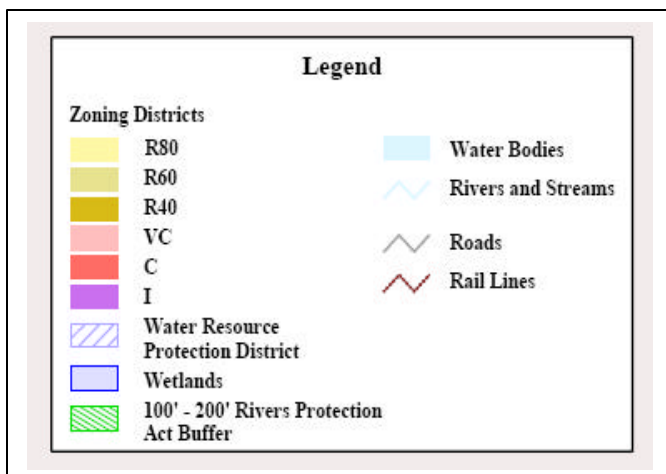 Legend
Zoning Districts
R80
R60
R40
VC
C
I
Water Resource
Protection District
Wetlands
100' - 200' Rivers Protection
Act Buffer
Water Bodies
Rivers and Streams
Roads
Rail Lines